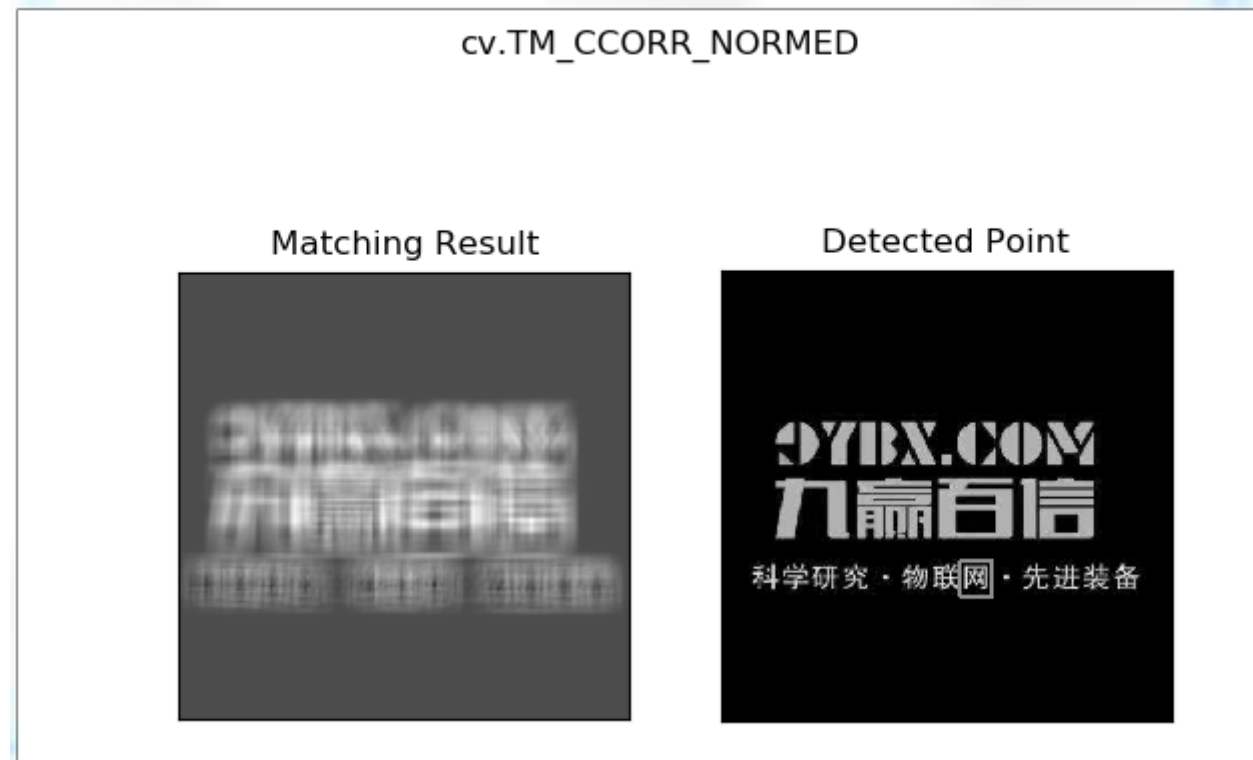 cv.TM_CCORR_NORMED
Matching Result
Detected Point
9YBX.COM
九赢百信
科学研究·物联网·先进装备